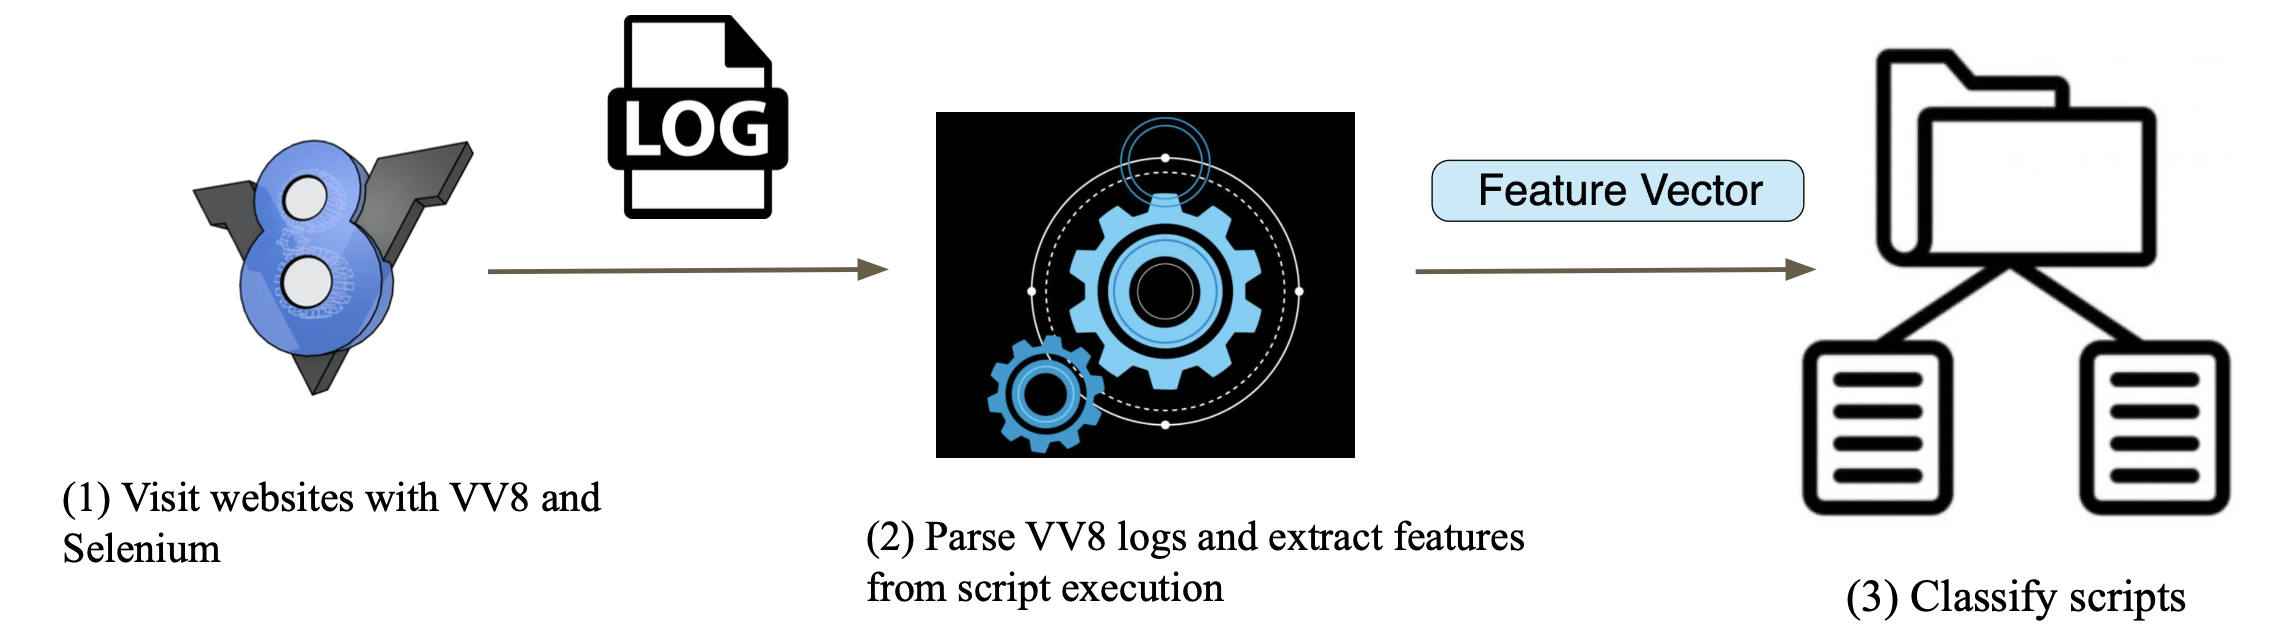 LOG
Feature Vector
(1) Visit websites with VV8 and
Selenium
(2) Parse VV8 logs and extract features
from script execution
(3) Classify scripts